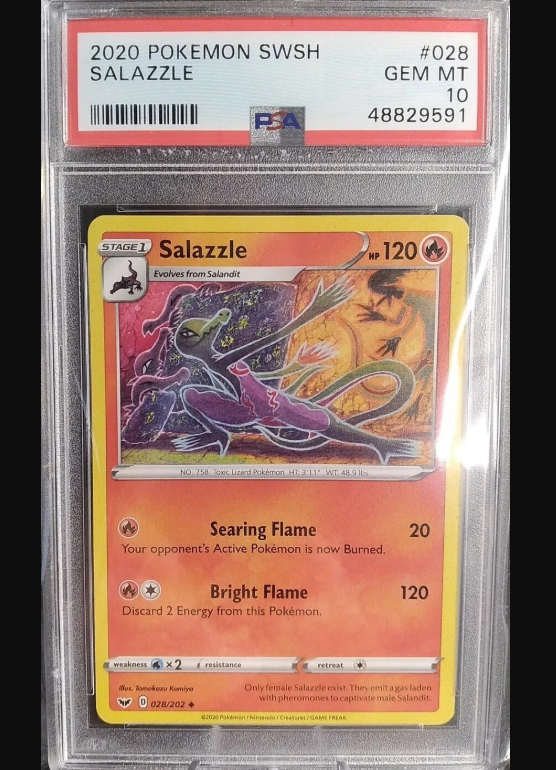 2020 POKEMON SWSH #028
SALAZZLE GEM MT
10
PSA 48829591
STAGE 1 Salazzle HP 120
Evolves from Salandit
NO. 758 Toxic Lizard Pokémon HT: 3'11" WT: 48.9 lbs
Searing Flame 20
Your opponent's Active Pokémon is now Burned.
Bright Flame 120
Discard 2 Energy from this Pokémon.
weakness ×2 resistance retreat
Illus. Tomokazu Komiya
Only female Salazzle exist. They emit a gas laden
with pheromones to captivate male Salandit.
D 028/202
©2020 Pokémon / Nintendo / Creatures / GAME FREAK